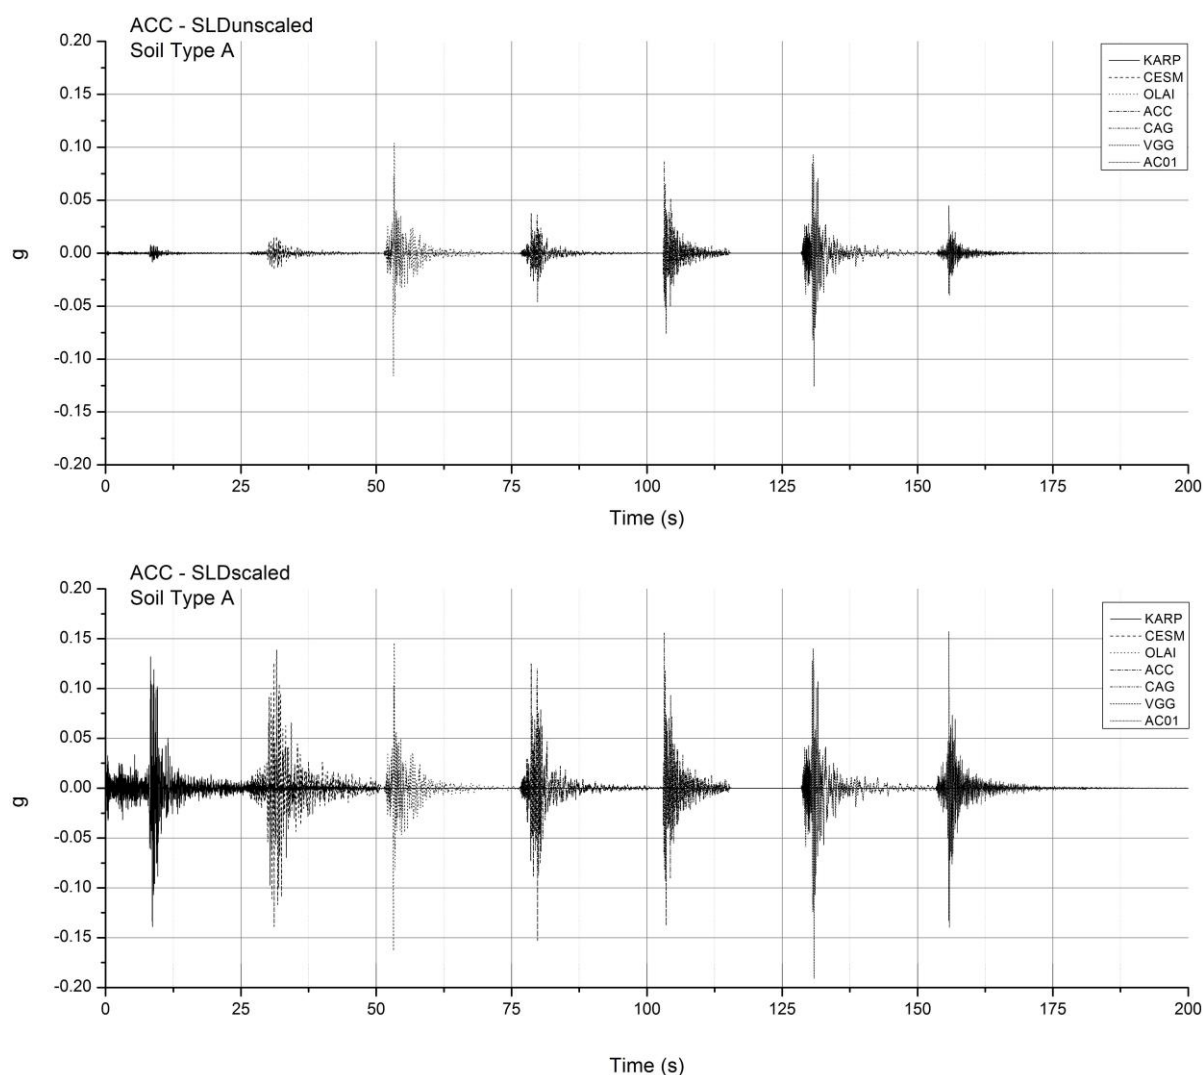 ACC - SLDunscaled
Soil Type A
0.20
0.15
0.10
0.05
0.00
-0.05
-0.10
-0.15
-0.20
g
KARP
CESM
OLAI
ACC
CAG
VGG
AC01
0 25 50 75 100 125 150 175 200
Time (s)
ACC - SLDscaled
Soil Type A
0.20
0.15
0.10
0.05
0.00
-0.05
-0.10
-0.15
-0.20
g
KARP
CESM
OLAI
ACC
CAG
VGG
AC01
0 25 50 75 100 125 150 175 200
Time (s)